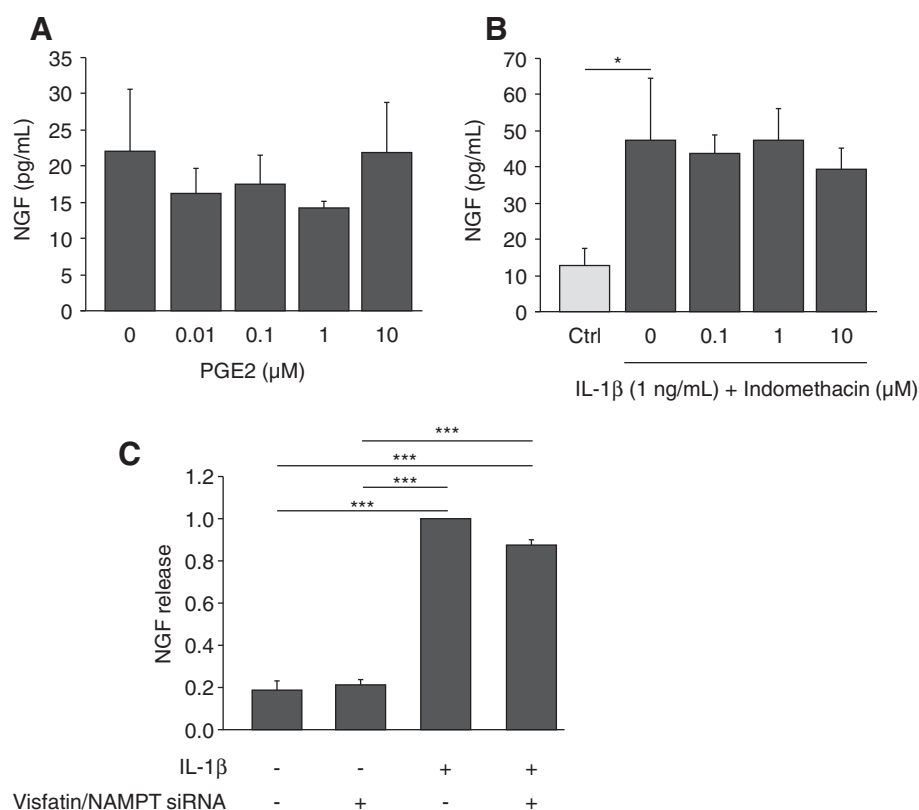 A
35
30
25
20
15
10
5
0
NGF (pg/mL)
0 0.01 0.1 1 10
PGE2 (µM)
B
70
60
50
40
30
20
10
0
NGF (pg/mL)
*
Ctrl 0 0.1 1 10
IL-1β (1 ng/mL) + Indomethacin (µM)
C
***
***
***
***
1.2
1.0
0.8
0.6
0.4
0.2
0.0
NGF release
IL-1β - - + +
Visfatin/NAMPT siRNA - + - +